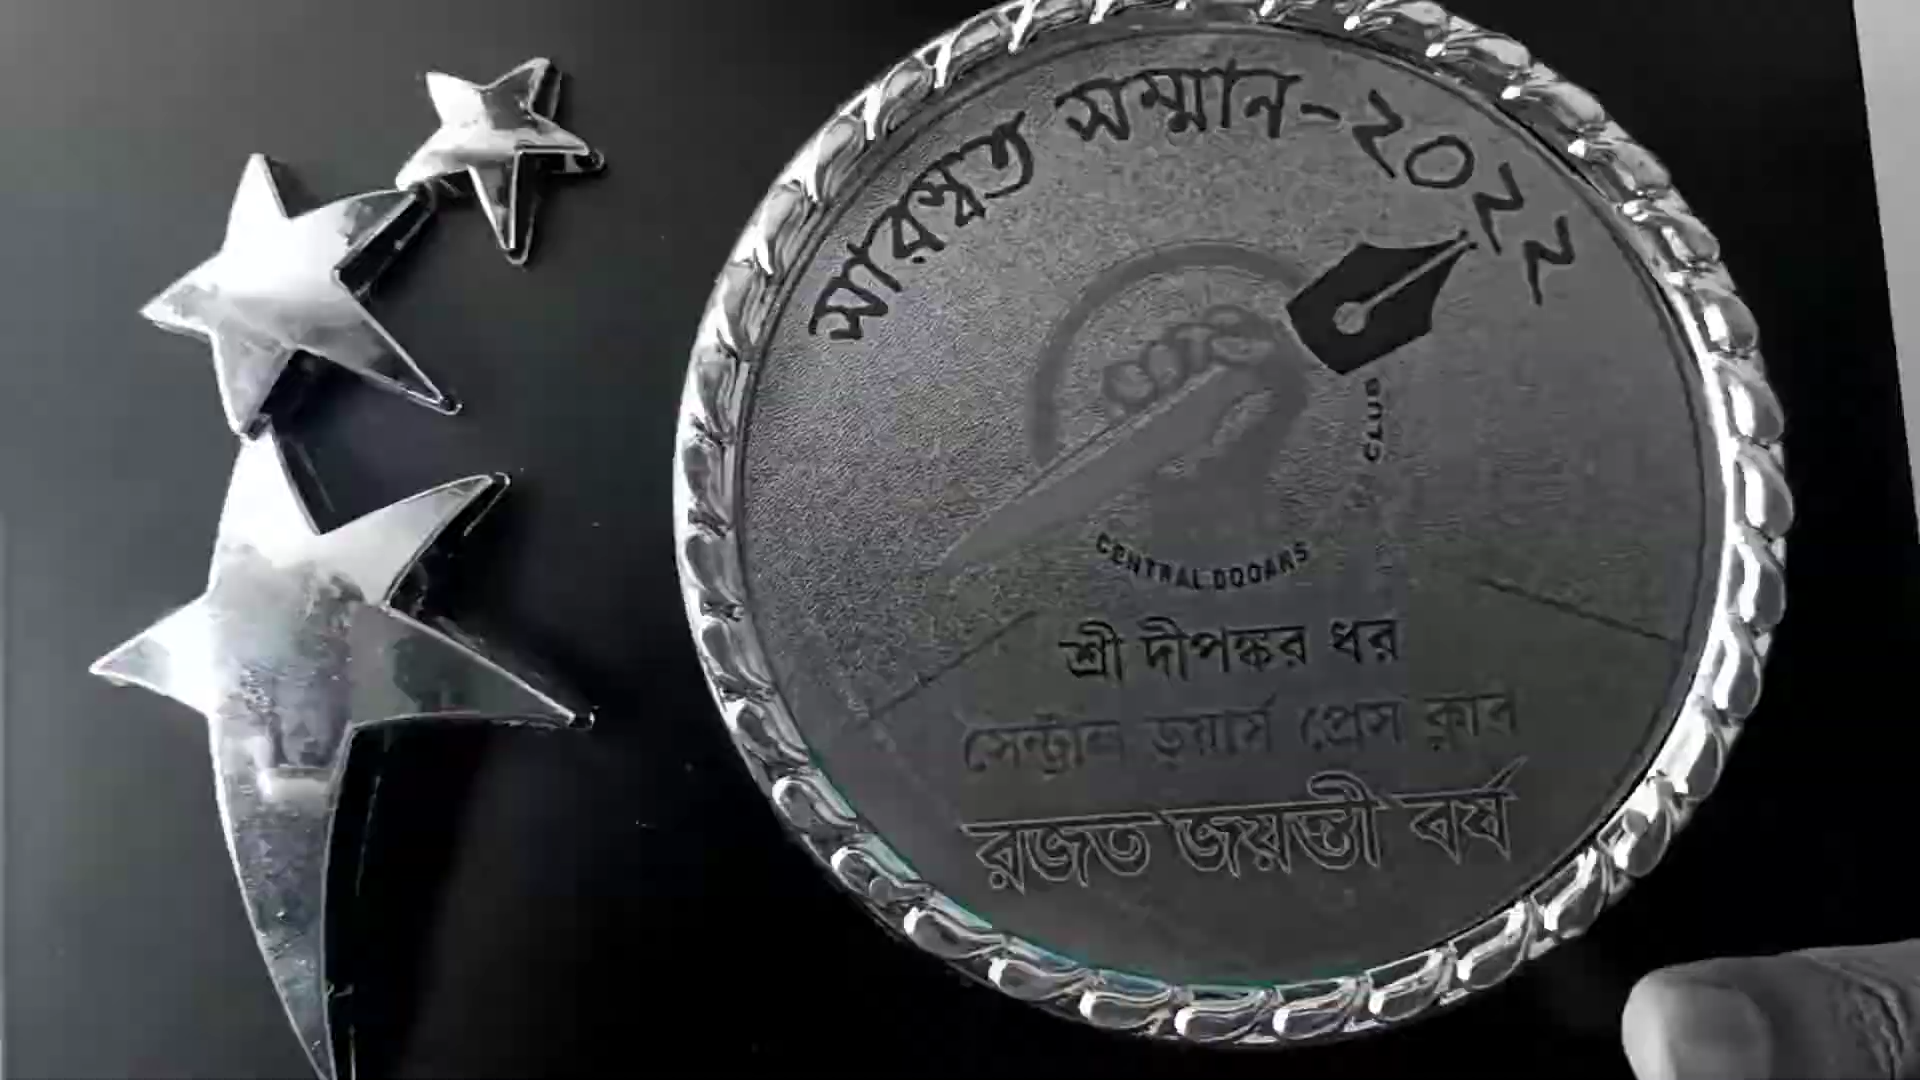 সারস্বত সম্মান-২০২২
CLUB
CENTRAL DOOARS
শ্রী দীপঙ্কর ধর
সেন্ট্রাল ডুয়ার্স প্রেস ক্লাব
রজত জয়ন্তী বর্ষ